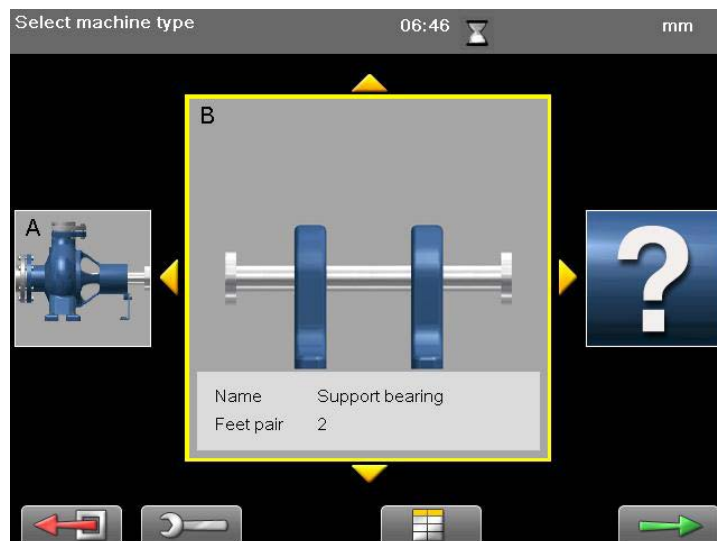 Select machine type 06:46 mm
B
A
?
Name Support bearing
Feet pair 2